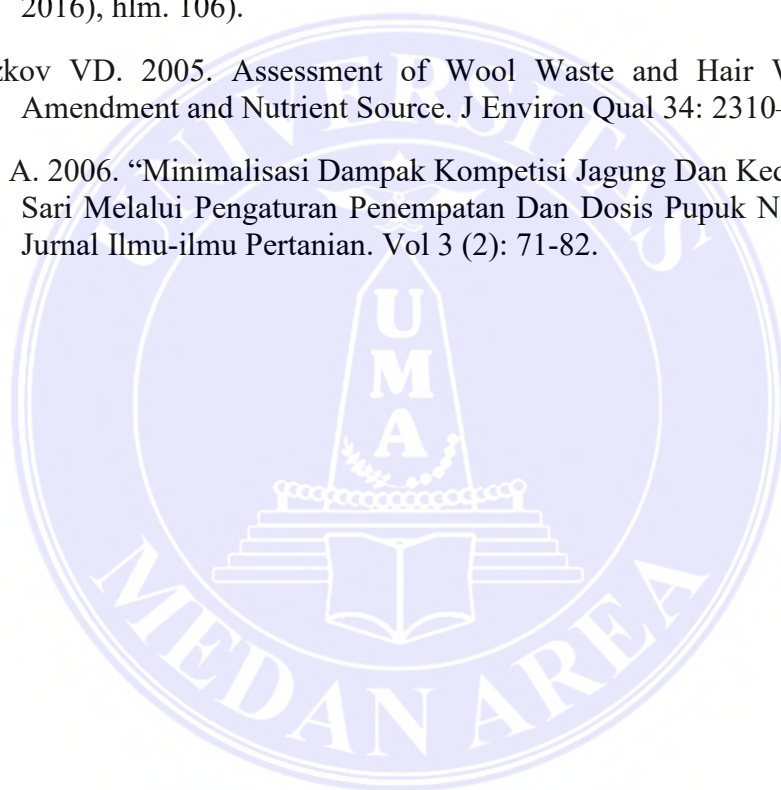 2016), hlm. 106).
zkov VD. 2005. Assessment of Wool Waste and Hair W
Amendment and Nutrient Source. J Environ Qual 34: 2310-
A. 2006. “Minimalisasi Dampak Kompetisi Jagung Dan Ked
Sari Melalui Pengaturan Penempatan Dan Dosis Pupuk N
Jurnal Ilmu-ilmu Pertanian. Vol 3 (2): 71-82.
UNIVERSITAS
U
M
A
MEDAN AREA